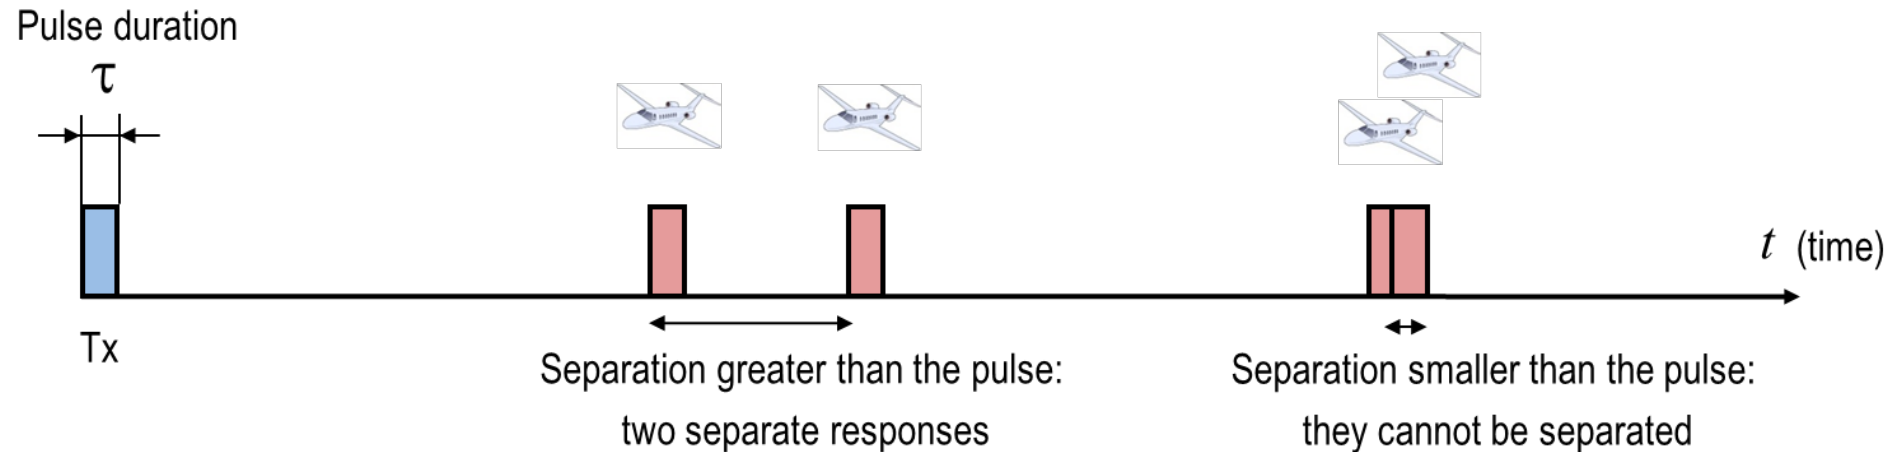 Pulse duration
τ
t (time)
Tx
Separation greater than the pulse:
two separate responses
Separation smaller than the pulse:
they cannot be separated